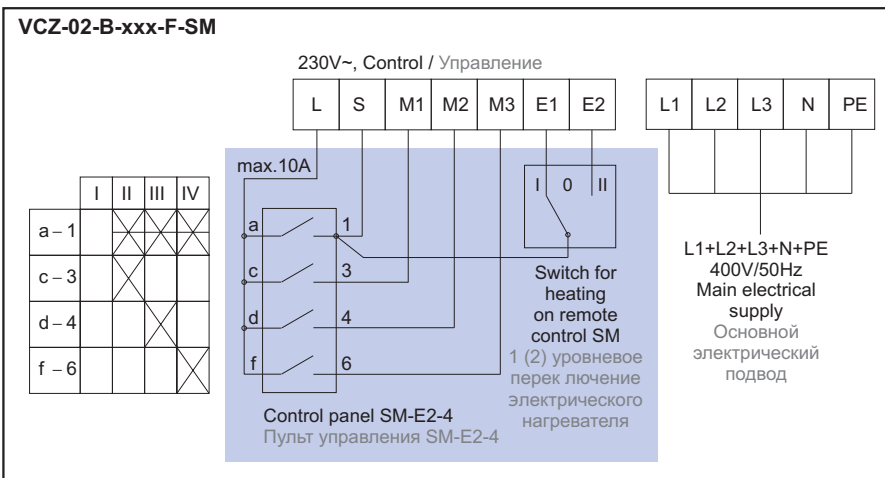 VCZ-02-B-xxx-F-SM
230V~, Control / Управление
L S M1 M2 M3 E1 E2
L1 L2 L3 N PE
max.10A
I 0 II
I II III IV
a – 1
c – 3
d – 4
f – 6
a 1
c 3
d 4
f 6
Control panel SM-E2-4
Пульт управления SM-E2-4
Switch for
heating
on remote
control SM
1 (2) уровневое
перек лючение
электрического
нагревателя
L1+L2+L3+N+PE
400V/50Hz
Main electrical
supply
Основной
электрический
подвод